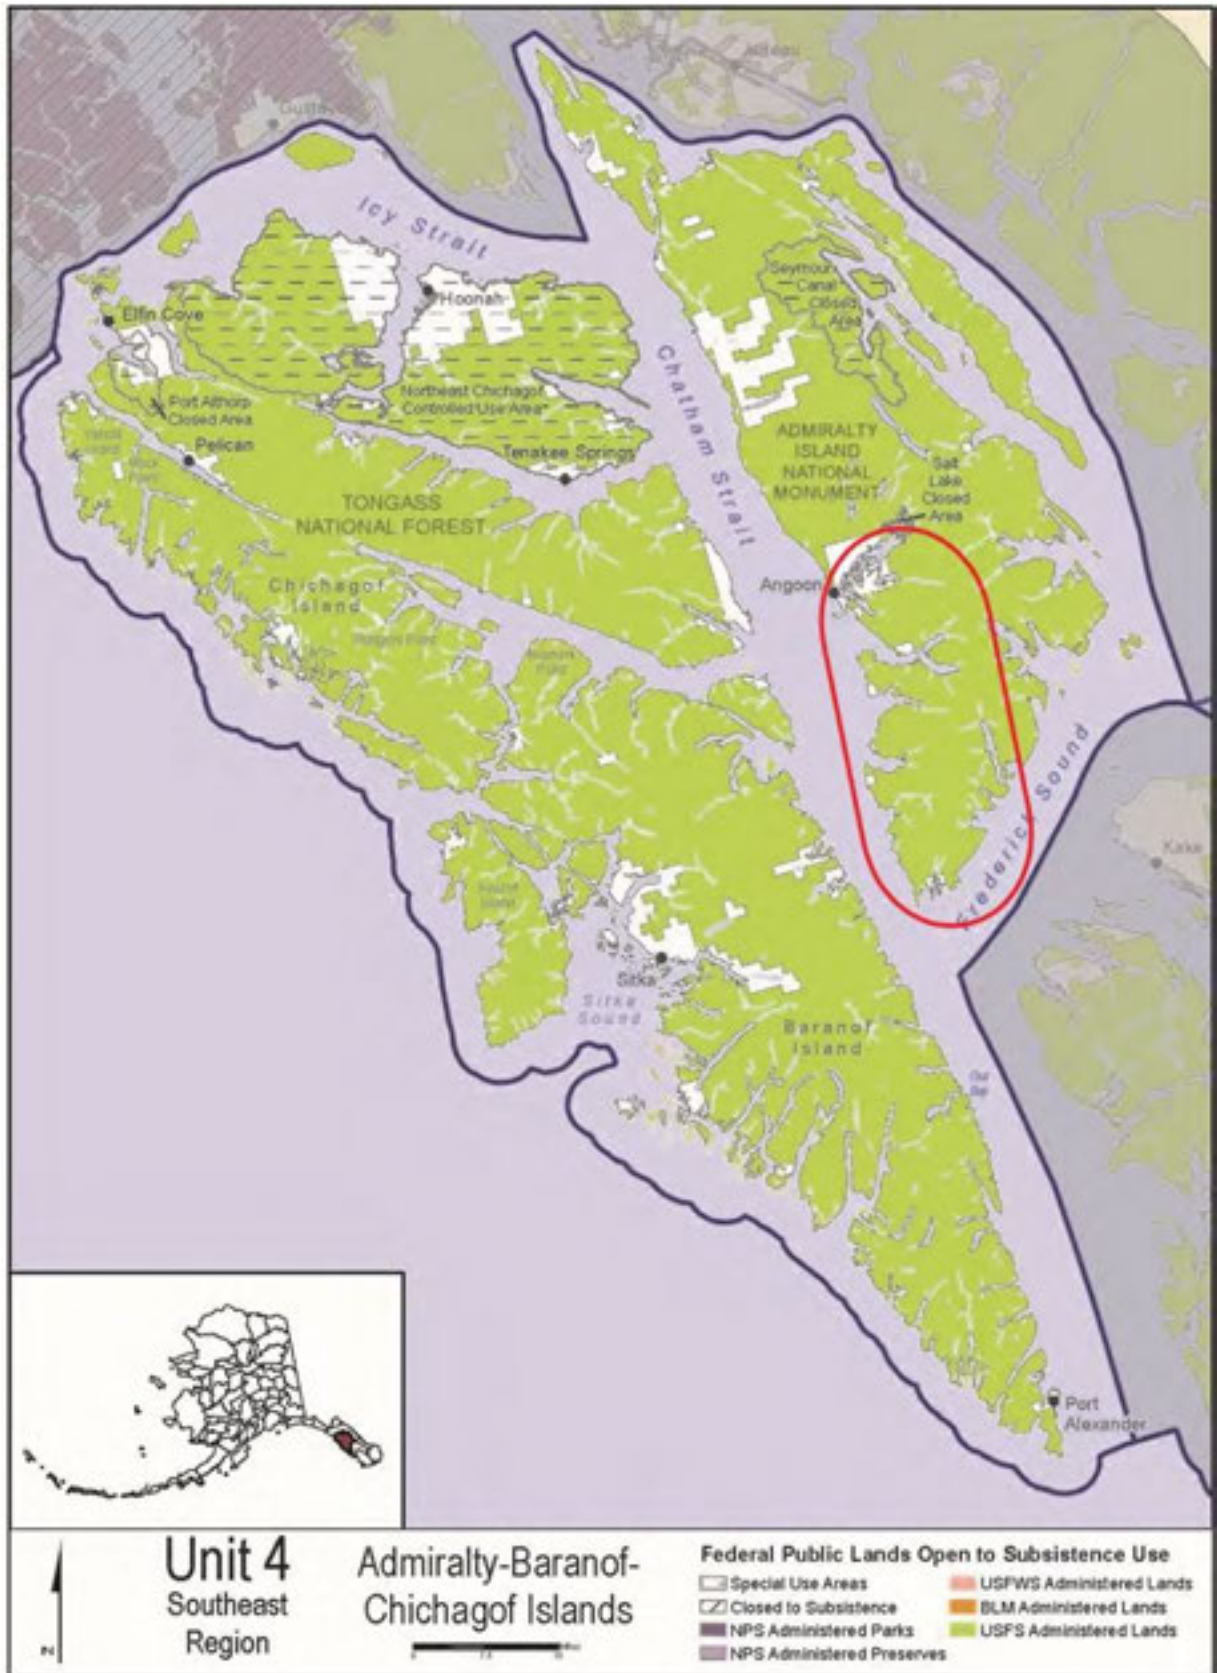 Icy Strait
Elfin Cove
Hoonah
Seymour
Canal
Closed
Area
Port Althorp
Closed Area
Northeast Chichagof
Controlled Use Area
Pelican
Tenakee Springs
Chatham Strait
ADMIRALTY
ISLAND
NATIONAL
MONUMENT
Salt
Lake
Closed
Area
TONGASS
NATIONAL FOREST
Angoon
Chichagof
Island
Frederick Sound
Kake
Sitka
Sitka
Sound
Baranof
Island
Port
Alexander
Unit 4
Southeast
Region
Admiralty-Baranof-
Chichagof Islands
Federal Public Lands Open to Subsistence Use
Special Use Areas
Closed to Subsistence
NPS Administered Parks
NPS Administered Preserves
USFWS Administered Lands
BLM Administered Lands
USFS Administered Lands